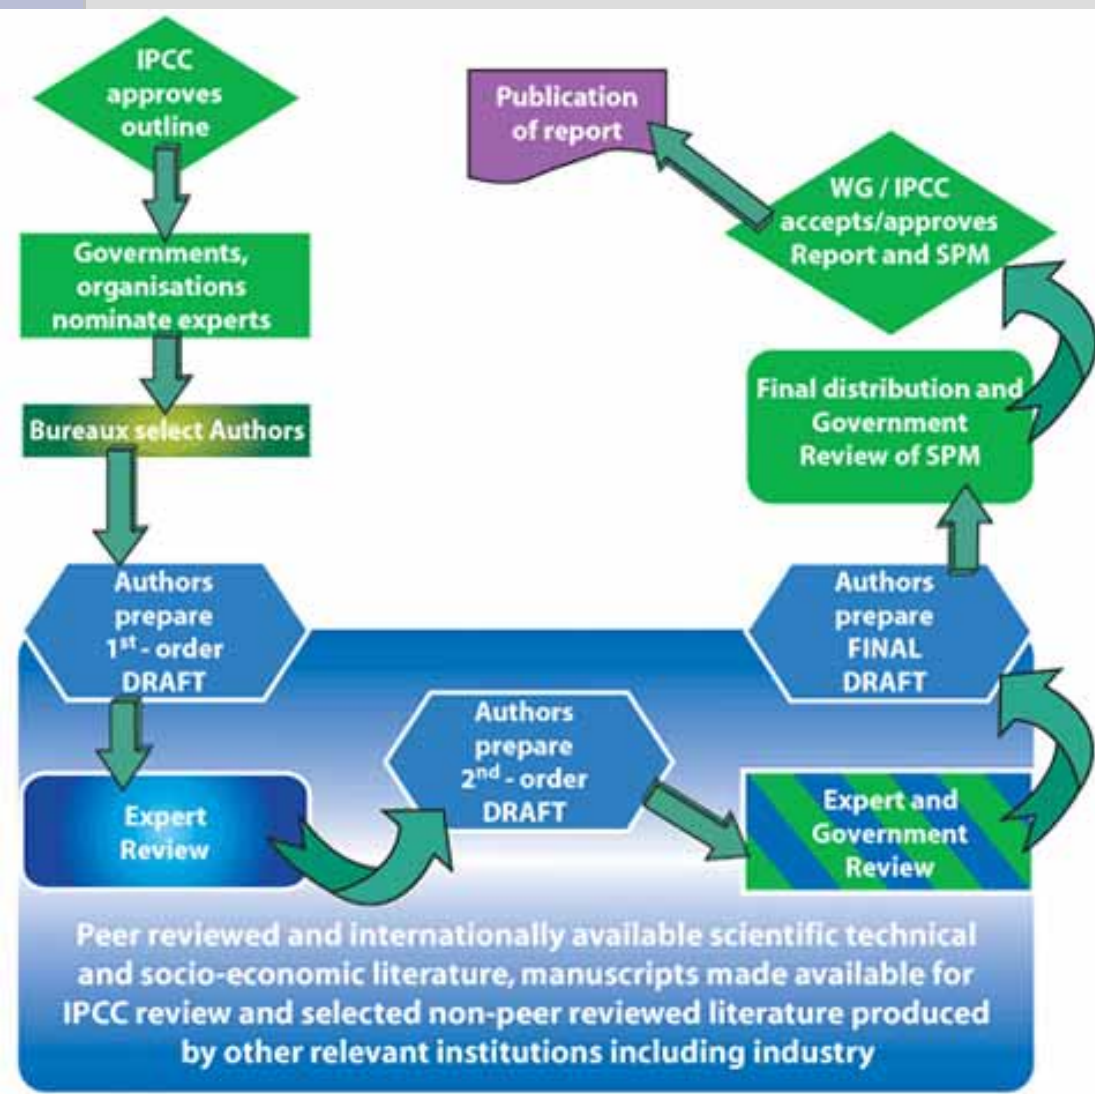 IPCC
approves
outline
Governments,
organisations
nominate experts
Bureaux select Authors
Authors
prepare
1st - order
DRAFT
Expert
Review
Authors
prepare
2nd - order
DRAFT
Expert and
Government
Review
Authors
prepare
FINAL
DRAFT
Final distribution and
Government
Review of SPM
WG / IPCC
accepts/approves
Report and SPM
Publication
of report
Peer reviewed and internationally available scientific technical
and socio-economic literature, manuscripts made available for
IPCC review and selected non-peer reviewed literature produced
by other relevant institutions including industry